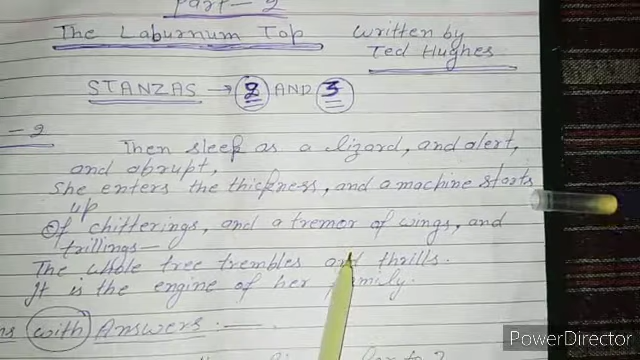 Part-2
The Laburnum Top written by
Ted Hughes
STANZAS → 2 AND 3
-2
Then sleek as a lizard, and alert,
and abrupt,
She enters the thickness, and a machine starts
up
Of chitterings, and a tremor of wings, and
trillings—
The whole tree trembles and thrills.
It is the engine of her family.
with Answers:—
PowerDirector